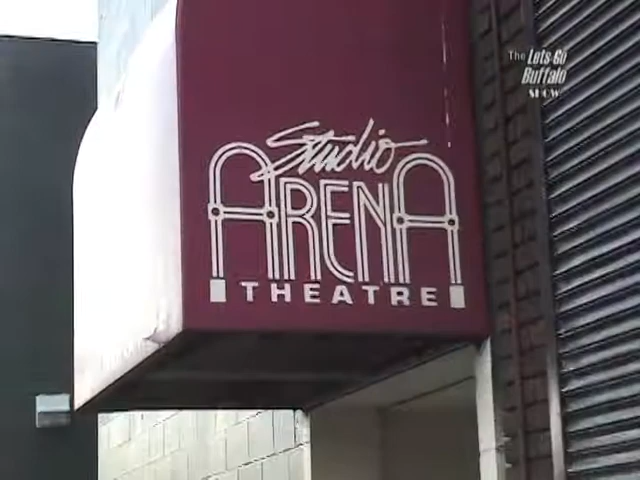 The Lets Go
Buffalo
SHOW
Studio
ARENA
THEATRE